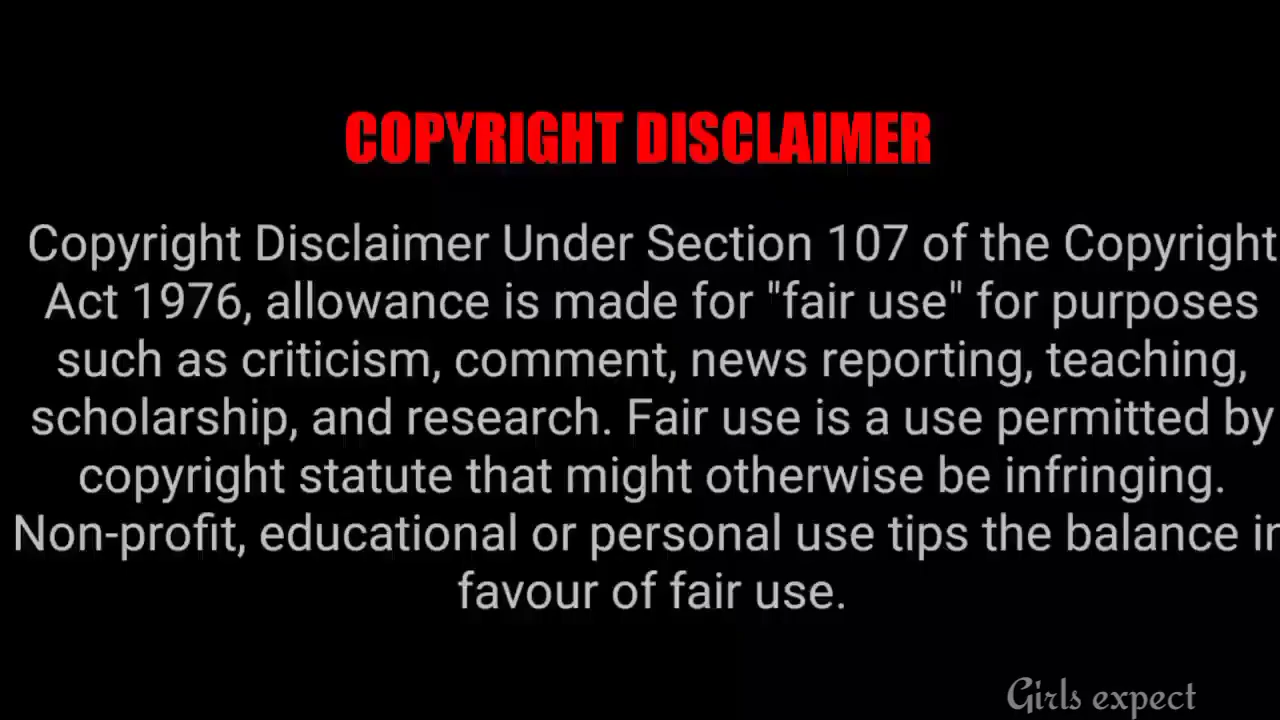 COPYRIGHT DISCLAIMER
Copyright Disclaimer Under Section 107 of the Copyright
Act 1976, allowance is made for "fair use" for purposes
such as criticism, comment, news reporting, teaching,
scholarship, and research. Fair use is a use permitted by
copyright statute that might otherwise be infringing.
Non-profit, educational or personal use tips the balance in
favour of fair use.
Girls expect